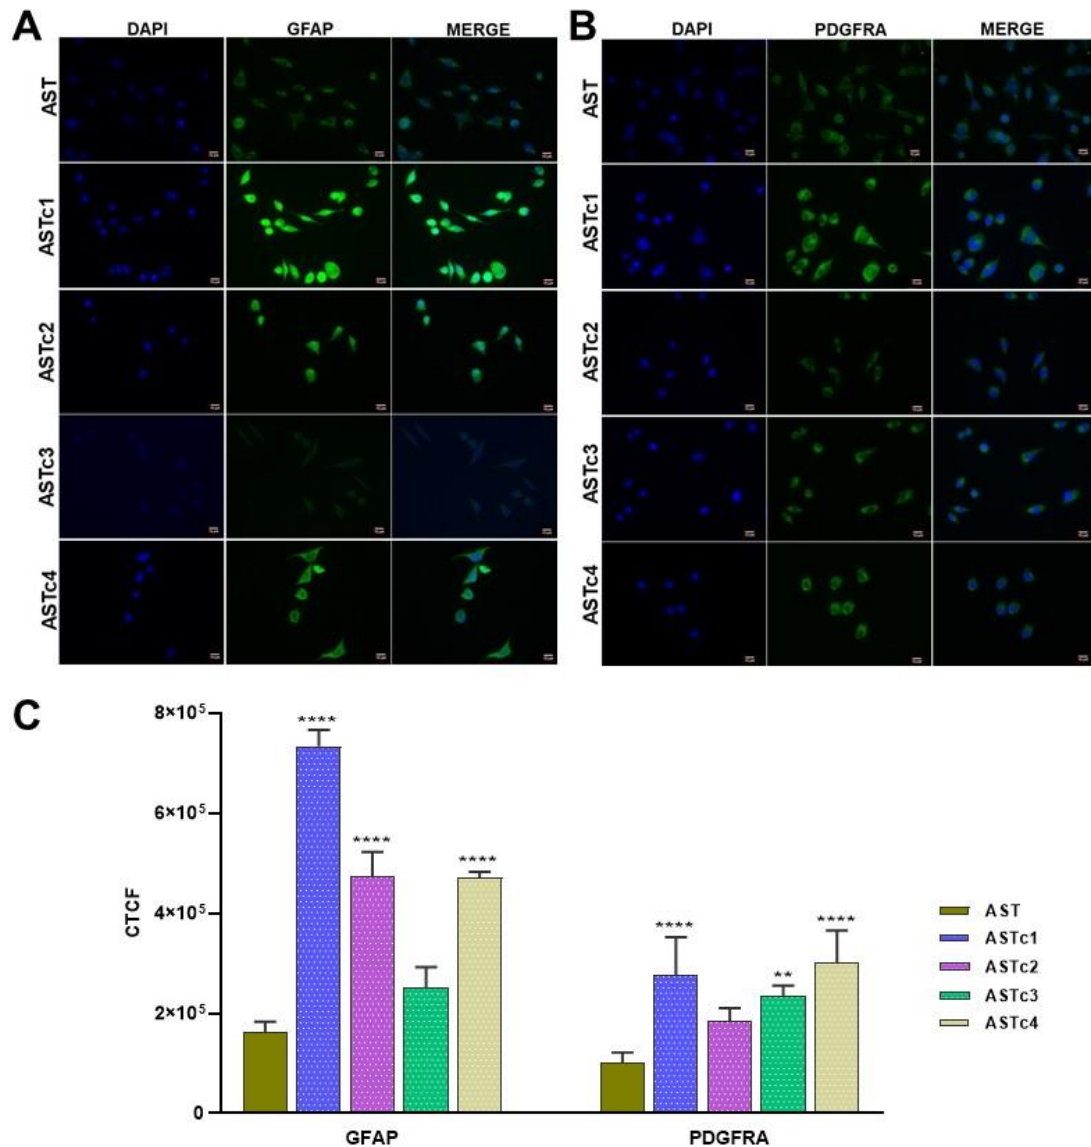 A
DAPI GFAP MERGE
AST
ASTc1
ASTc2
ASTc3
ASTc4
B
DAPI PDGFRA MERGE
AST
ASTc1
ASTc2
ASTc3
ASTc4
C
8×10⁵
6×10⁵
4×10⁵
2×10⁵
0
CTCF
****
****
****
****
**
****
GFAP PDGFRA
AST
ASTc1
ASTc2
ASTc3
ASTc4